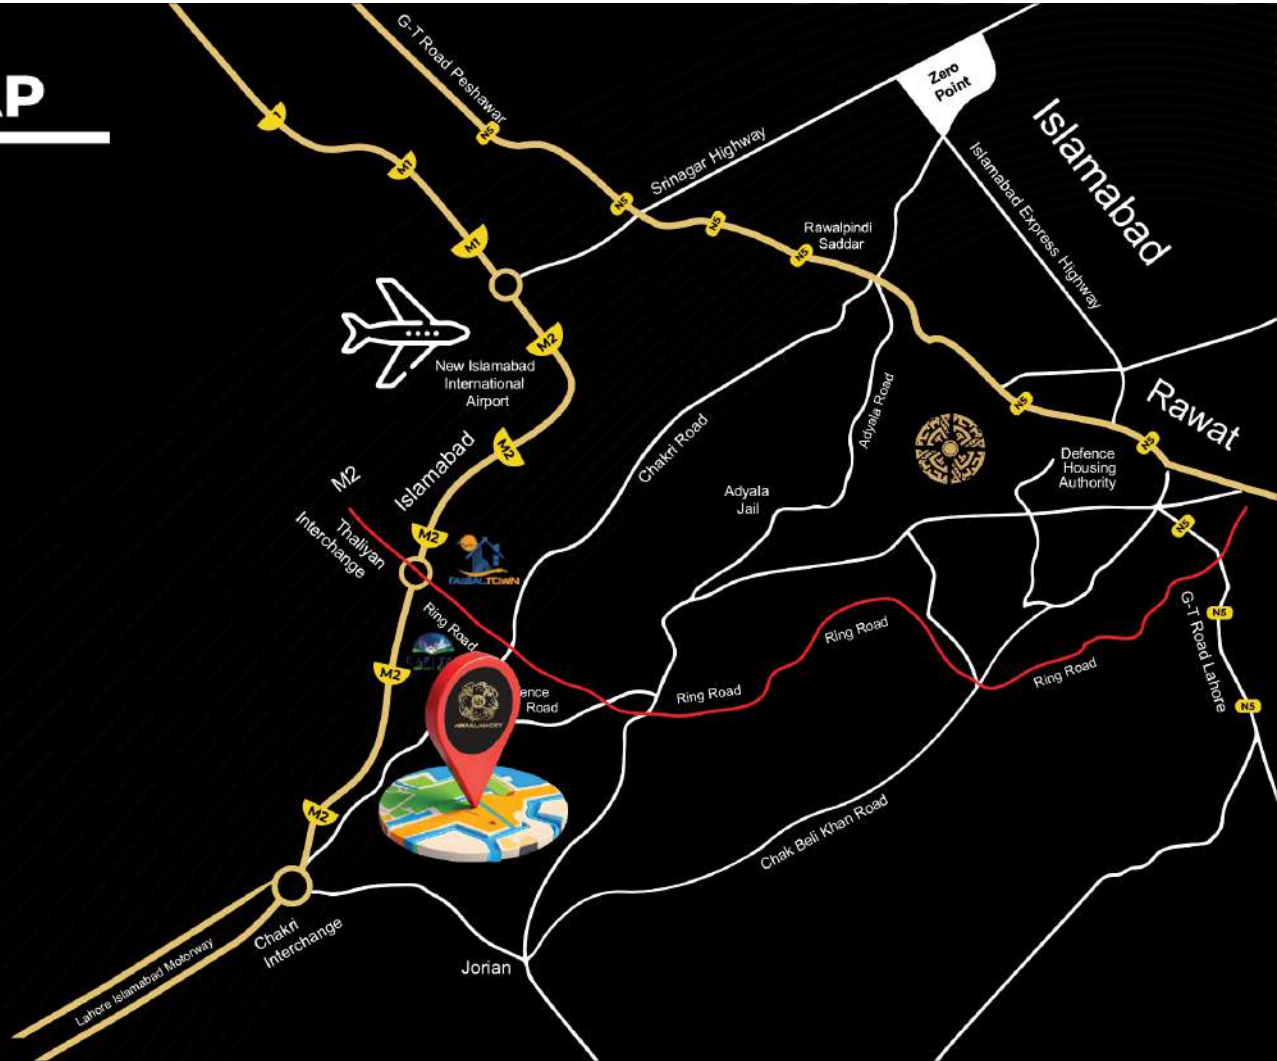 AP
G-T Road Peshawar
Zero
Point
Islamabad
1
N5
M1
Srinagar Highway
Islamabad Express Highway
N5
N5
Rawalpindi
Saddar
M1
N5
M2
New Islamabad
International
Airport
Adyala Road
N5
Rawat
Chakri Road
N5
Islamabad
M2
Defence
Housing
Authority
M2
Adyala
Jail
Thaliyan
Interchange
M2
N5
FAISALTOWN
Ring Road
Ring Road
N5
G-T Road Lahore
M2
Ring Road
Ring Road
ence
Road
N5
M2
Chak Beli Khan Road
Chakri
Interchange
Lahore Islamabad Motorway
Jorian